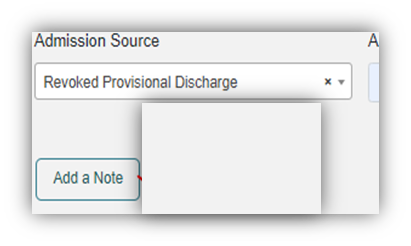 Admission Source
Revoked Provisional Discharge
Add a Note